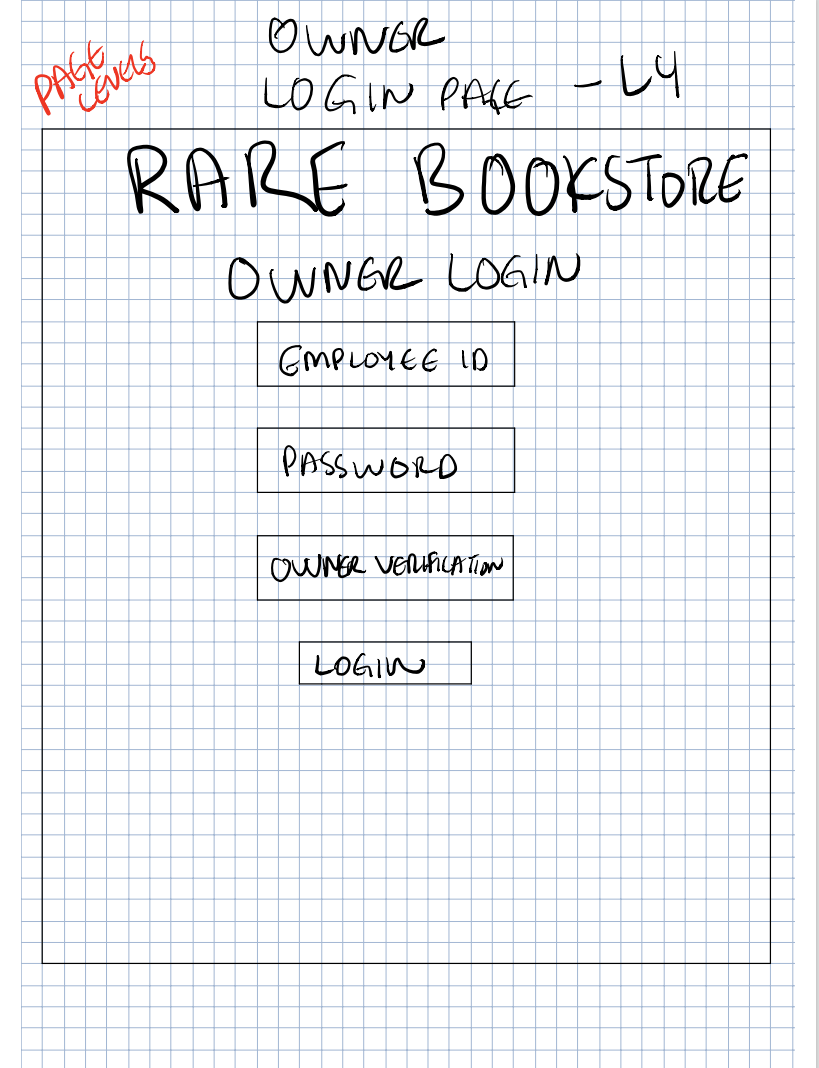 OWNER
LOGIN PAGE - L4
PAGE
LEVELS
RARE BOOKSTORE
OWNER LOGIN
EMPLOYEE ID
PASSWORD
OWNER VERIFICATION
LOGIN